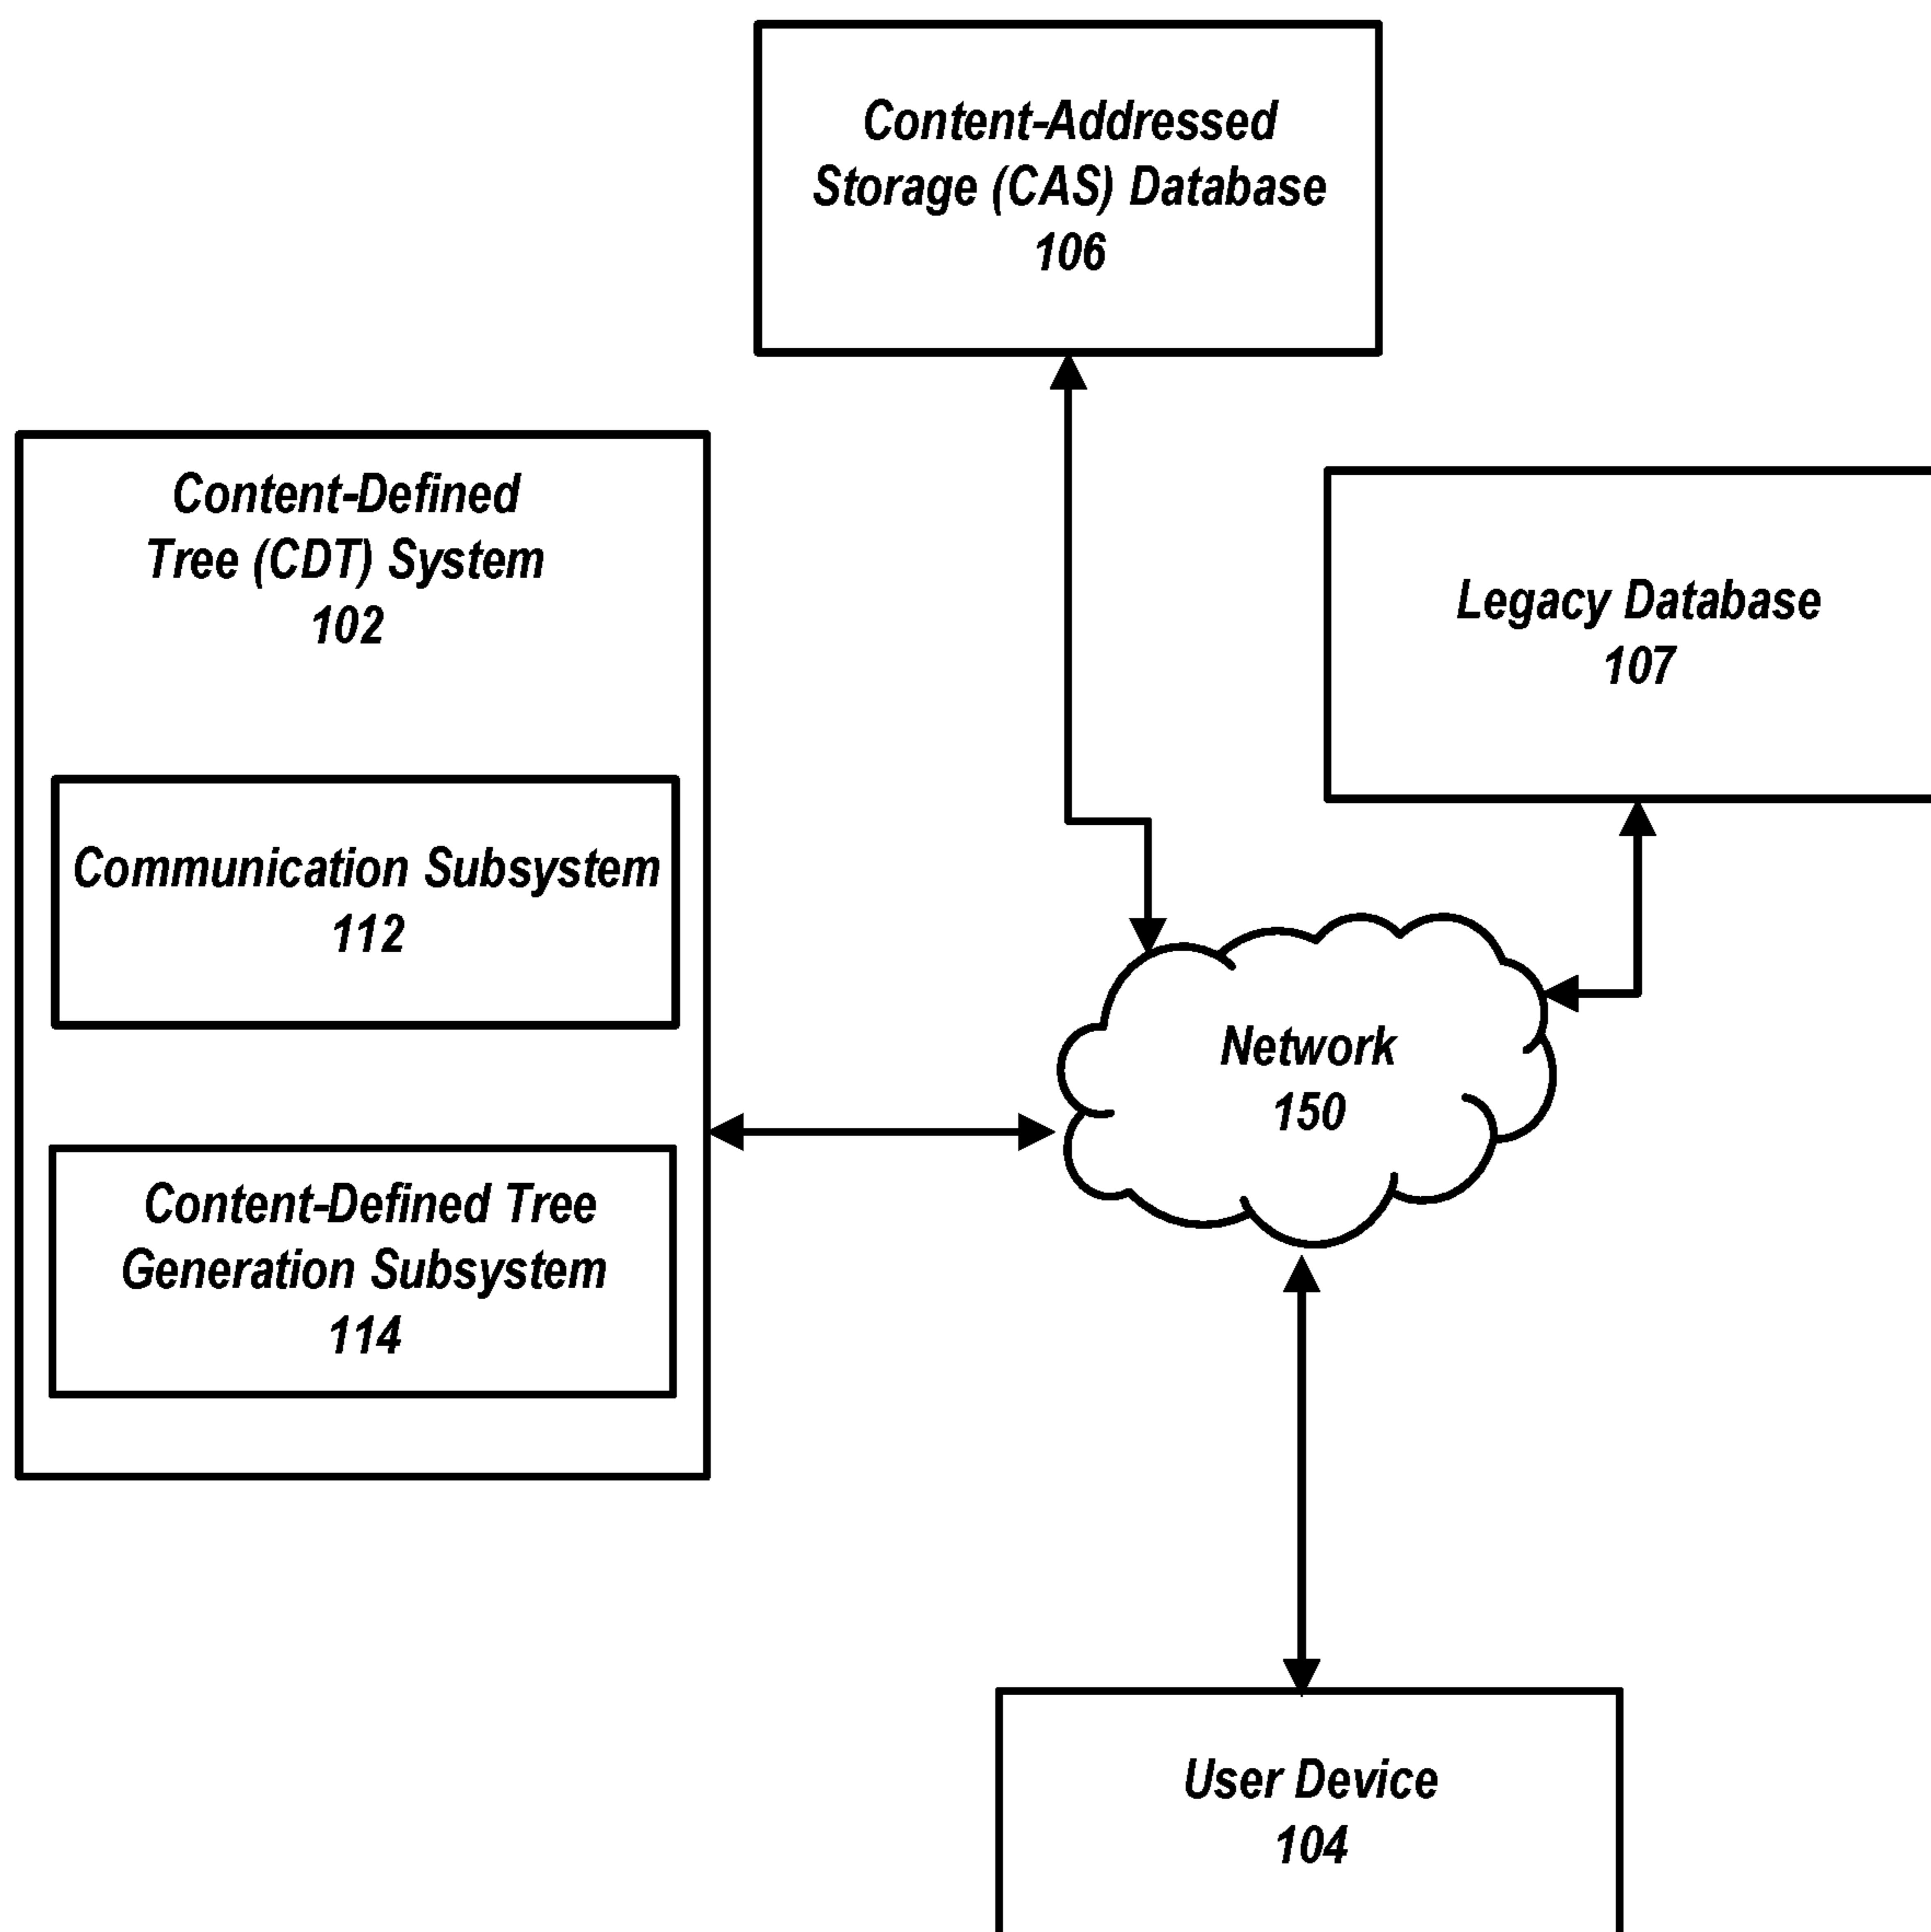 Content-Addressed
Storage (CAS) Database
106
Content-Defined
Tree (CDT) System
102
Legacy Database
107
Communication Subsystem
112
Network
150
Content-Defined Tree
Generation Subsystem
114
User Device
104